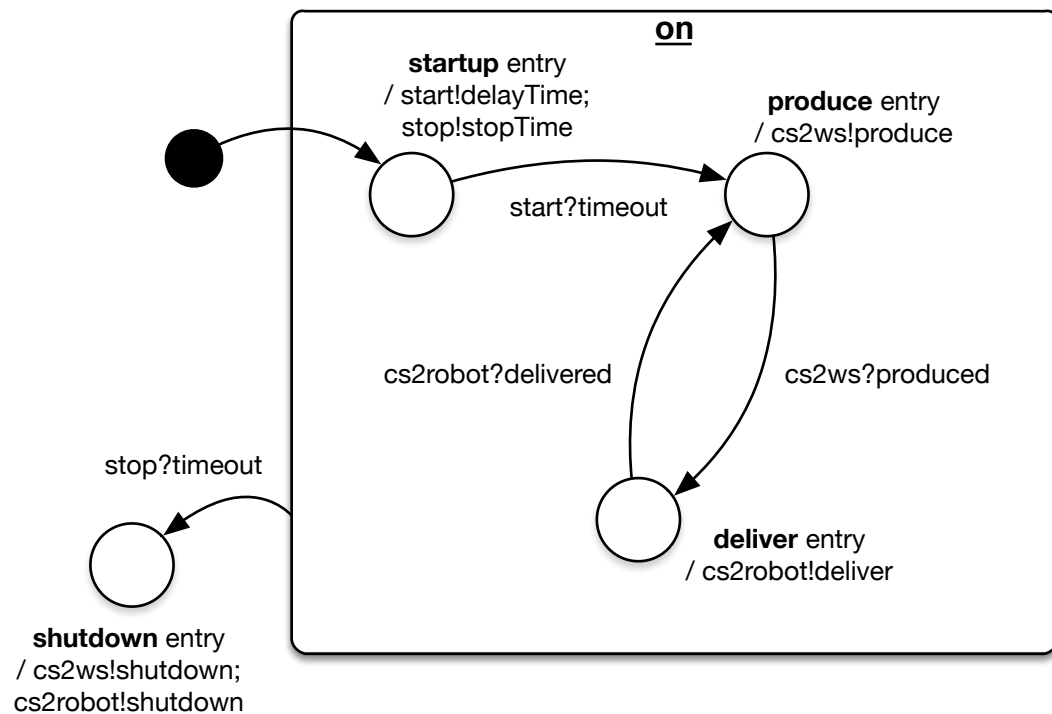 on
startup entry
/ start!delayTime;
stop!stopTime
produce entry
/ cs2ws!produce
start?timeout
cs2robot?delivered
cs2ws?produced
stop?timeout
deliver entry
/ cs2robot!deliver
shutdown entry
/ cs2ws!shutdown;
cs2robot!shutdown